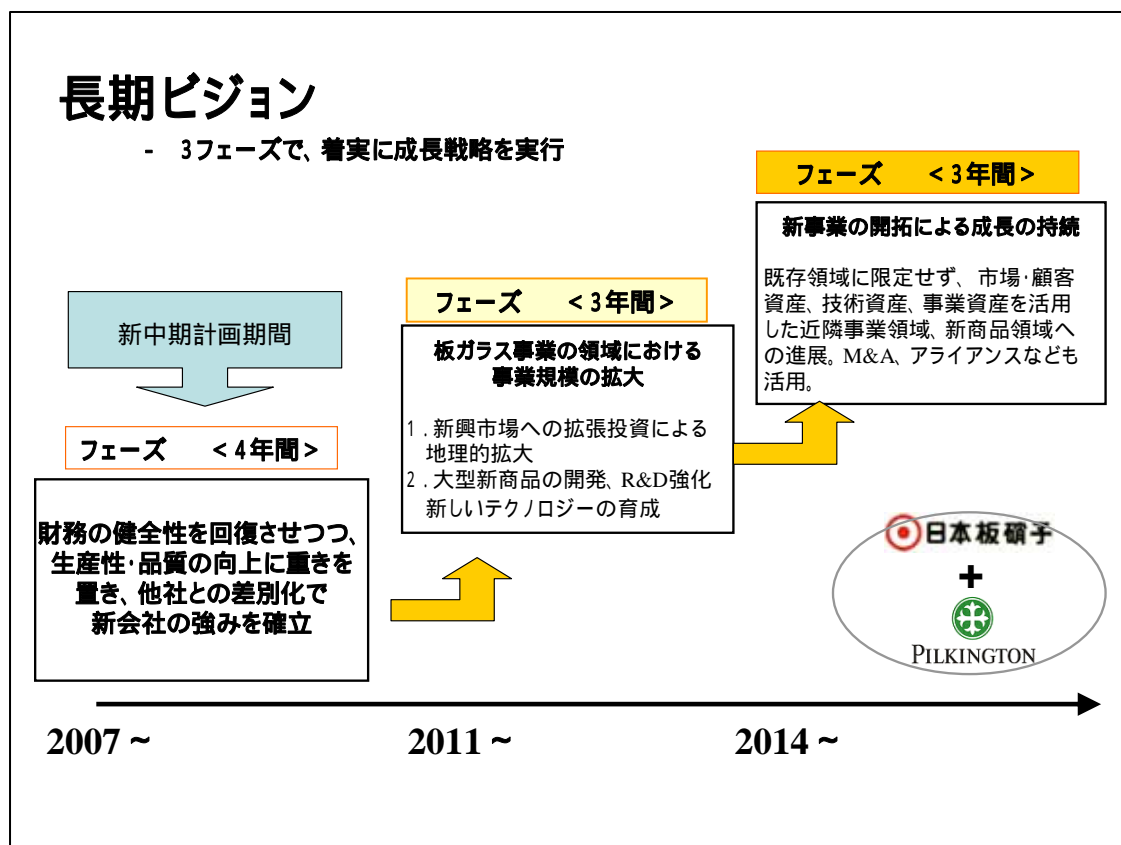 長期ビジョン
- 3フェーズで、着実に成長戦略を実行
フェーズ <3年間>
新事業の開拓による成長の持続
既存領域に限定せず、市場・顧客
資産、技術資産、事業資産を活用
した近隣事業領域、新商品領域へ
の進展。M&A、アライアンスなども
活用。
フェーズ <3年間>
板ガラス事業の領域における
事業規模の拡大
1.新興市場への拡張投資による
地理的拡大
2.大型新商品の開発、R&D強化
新しいテクノロジーの育成
新中期計画期間
フェーズ <4年間>
財務の健全性を回復させつつ、
生産性・品質の向上に重きを
置き、他社との差別化で
新会社の強みを確立
日本板硝子
+
PILKINGTON
2007~
2011~
2014~